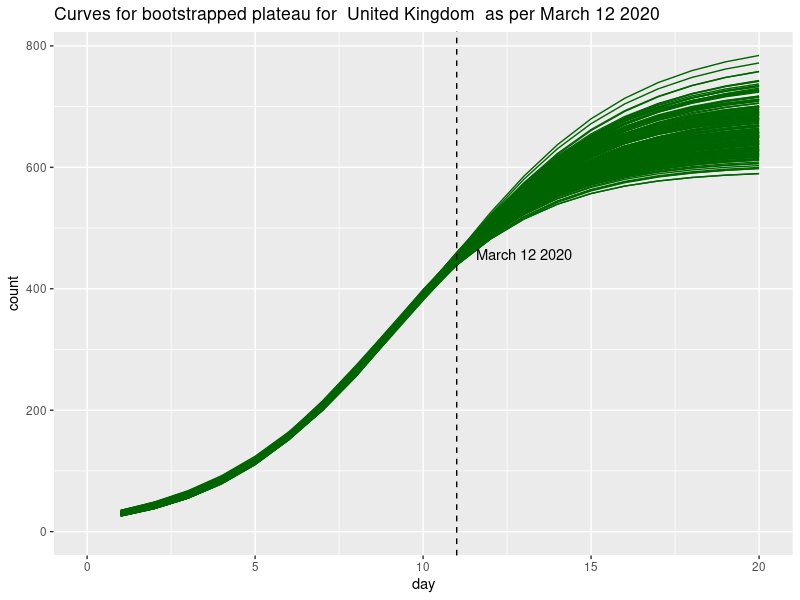 Curves for bootstrapped plateau for  United Kingdom  as per March 12 2020
800
600
400
200
0
count
March 12 2020
0 5 10 15 20
day